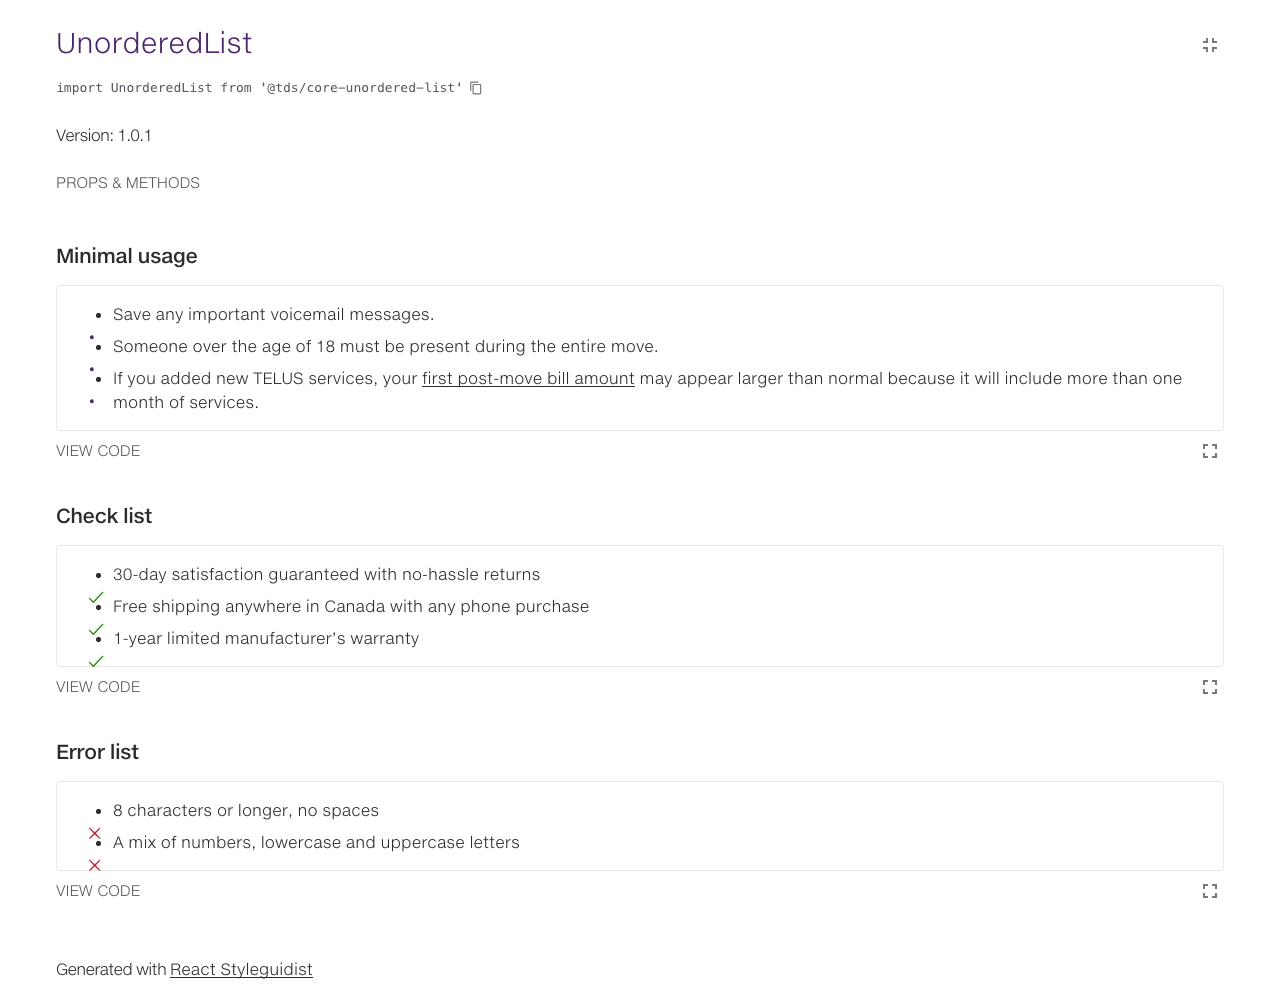 UnorderedList
import UnorderedList from '@tds/core-unordered-list'
Version: 1.0.1
PROPS & METHODS
Minimal usage
• Save any important voicemail messages.
• Someone over the age of 18 must be present during the entire move.
• If you added new TELUS services, your first post-move bill amount may appear larger than normal because it will include more than one
month of services.
VIEW CODE
Check list
• 30-day satisfaction guaranteed with no-hassle returns
• Free shipping anywhere in Canada with any phone purchase
• 1-year limited manufacturer’s warranty
VIEW CODE
Error list
• 8 characters or longer, no spaces
• A mix of numbers, lowercase and uppercase letters
VIEW CODE
Generated with React Styleguidist